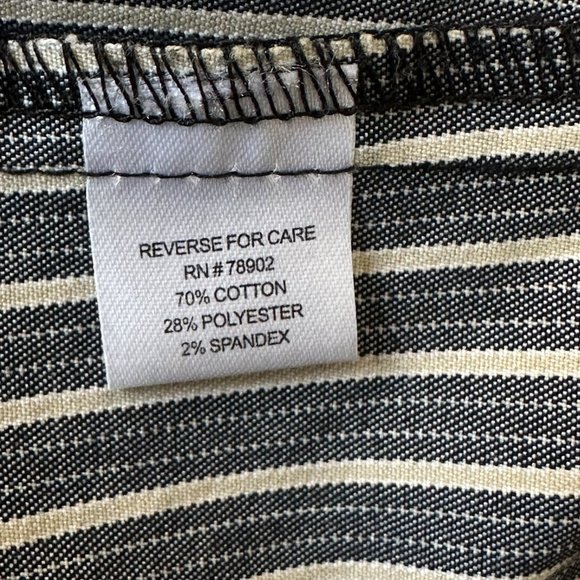 REVERSE FOR CARE
RN # 78902
70% COTTON
28% POLYESTER
2% SPANDEX